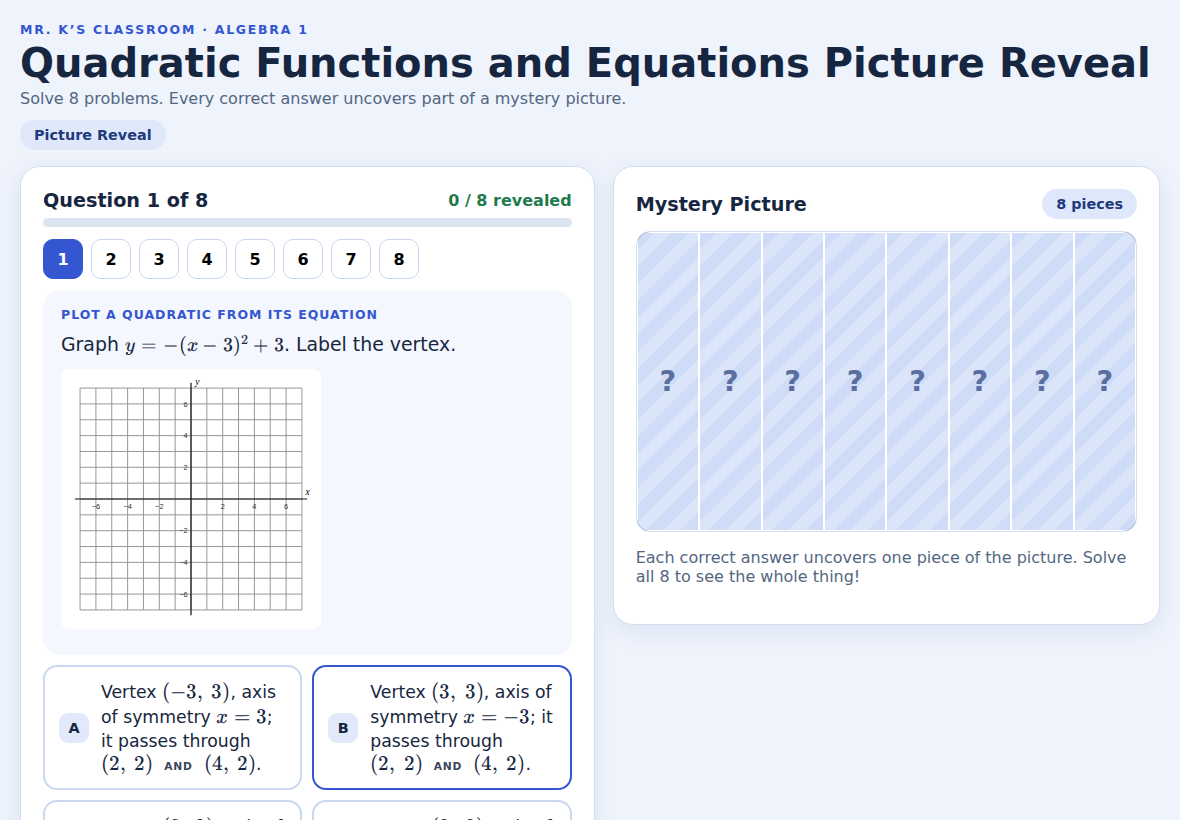 MR. K’S CLASSROOM · ALGEBRA 1
Quadratic Functions and Equations Picture Reveal
Solve 8 problems. Every correct answer uncovers part of a mystery picture.
Picture Reveal
Question 1 of 8
0 / 8 revealed
1 2 3 4 5 6 7 8
PLOT A QUADRATIC FROM ITS EQUATION
Graph y = −(x − 3)² + 3. Label the vertex.
y
6
4
2
x
−6 −4 −2 2 4 6
−2
−4
−6
A
Vertex (−3, 3), axis
of symmetry x = 3;
it passes through
(2, 2) AND (4, 2).
B
Vertex (3, 3), axis of
symmetry x = −3; it
passes through
(2, 2) AND (4, 2).
Mystery Picture
8 pieces
? ? ? ? ? ? ? ?
Each correct answer uncovers one piece of the picture. Solve
all 8 to see the whole thing!